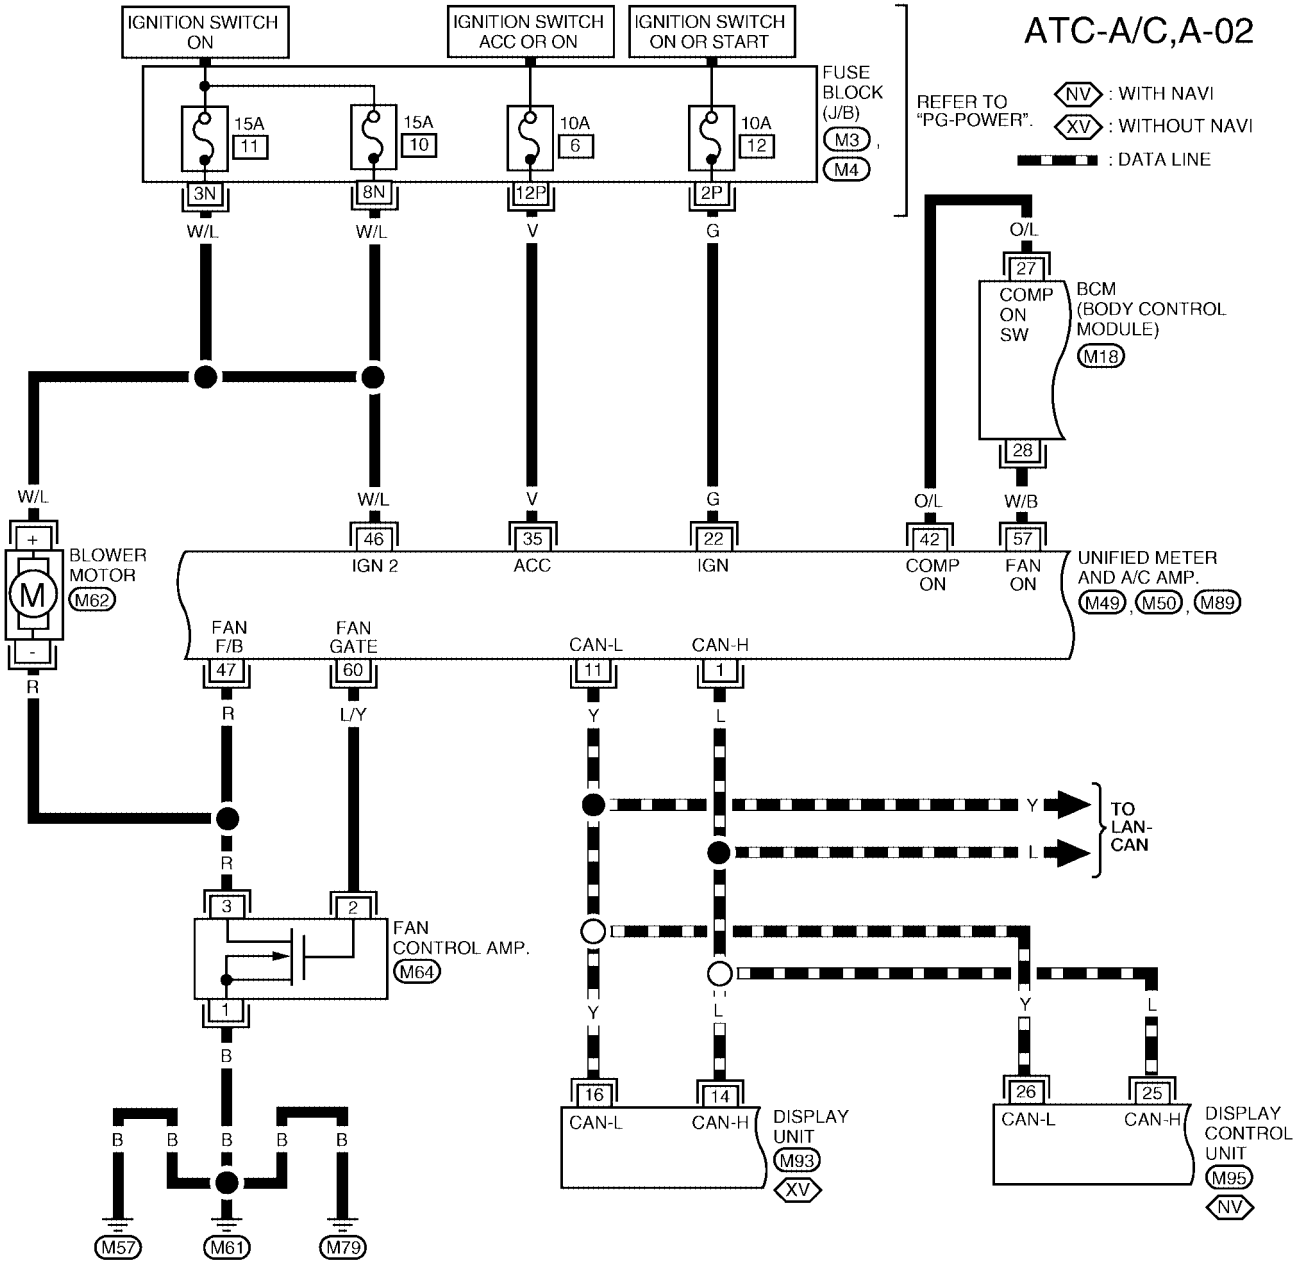 IGNITION SWITCH
ON
IGNITION SWITCH
ACC OR ON
IGNITION SWITCH
ON OR START
ATC-A/C,A-02
FUSE
BLOCK
(J/B)
M3 ,
M4
REFER TO
"PG-POWER".
NV : WITH NAVI
XV : WITHOUT NAVI
: DATA LINE
15A
11
15A
10
10A
6
10A
12
3N
8N
12P
2P
W/L
W/L
V
G
O/L
27
COMP
ON
SW
BCM
(BODY CONTROL
MODULE)
M18
28
W/L
W/L
V
G
O/L
W/B
+
46
35
22
42
57
BLOWER
MOTOR
M62
M
-
IGN 2
ACC
IGN
COMP
ON
FAN
ON
UNIFIED METER
AND A/C AMP.
M49 , M50 , M89
FAN
F/B
FAN
GATE
CAN-L
CAN-H
47
60
11
1
R
R
L/Y
Y
L
Y
L
TO
LAN-
CAN
R
3
2
FAN
CONTROL AMP.
M64
1
B
Y
L
Y
L
16
14
26
25
CAN-L
CAN-H
DISPLAY
UNIT
M93
XV
CAN-L
CAN-H
DISPLAY
CONTROL
UNIT
M95
NV
B
B
B
B
B
M57
M61
M79